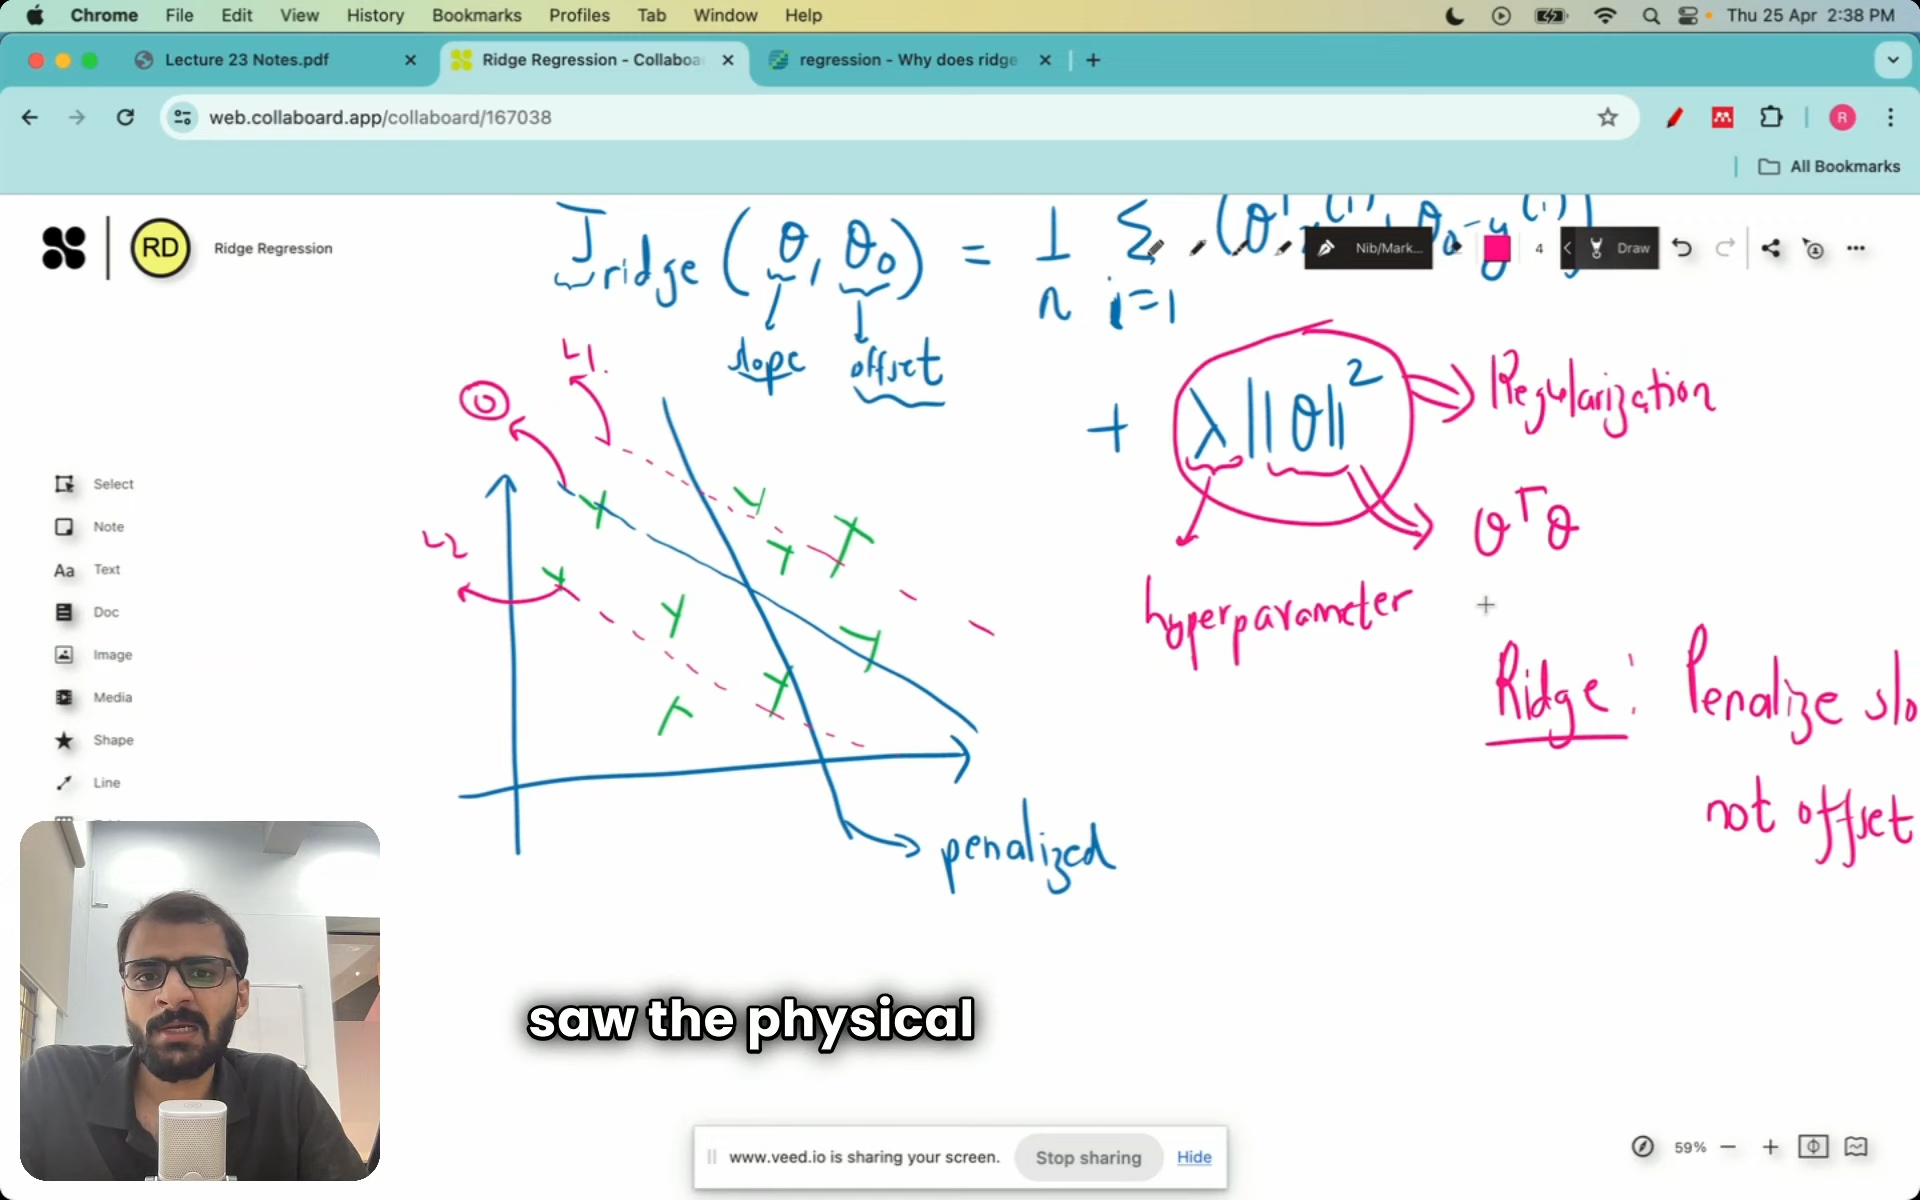 Chrome File Edit View History Bookmarks Profiles Tab Window Help Thu 25 Apr 2:38 PM
Lecture 23 Notes.pdf
Ridge Regression - Collaboa
regression - Why does ridge
web.collaboard.app/collaboard/167038
R
All Bookmarks
RD
Ridge Regression
Nib/Mark...
4
Draw
J ridge (θ, θ₀) = 1 Σ
n i=1
slope offset
+ λ||θ||²
Regularization
θᵀθ
hyperparameter
L1.
L2
0
Ridge: Penalize slo
not offset
penalized
Select
Note
Aa Text
Doc
Image
Media
Shape
Line
saw the physical
www.veed.io is sharing your screen.
Stop sharing
Hide
59%